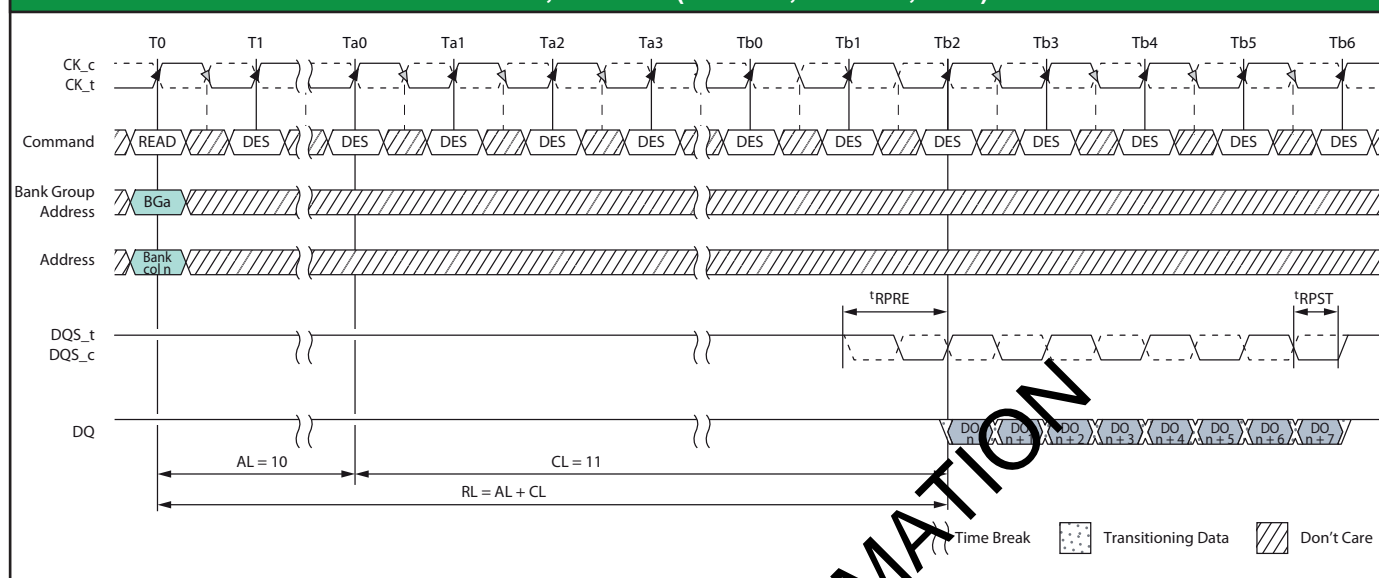 T0 T1 Ta0 Ta1 Ta2 Ta3 Tb0 Tb1 Tb2 Tb3 Tb4 Tb5 Tb6
CK_c
CK_t
Command READ DES DES DES DES DES DES DES DES DES DES DES DES
Bank Group
Address
BGa
Address
Bank
col n
tRPRE
tRPST
DQS_t
DQS_c
DQ
DO n
DO n + 1
DO n + 2
DO n + 3
DO n + 4
DO n + 5
DO n + 6
DO n + 7
AL = 10
CL = 11
RL = AL + CL
MATION
Time Break
Transitioning Data
Don't Care